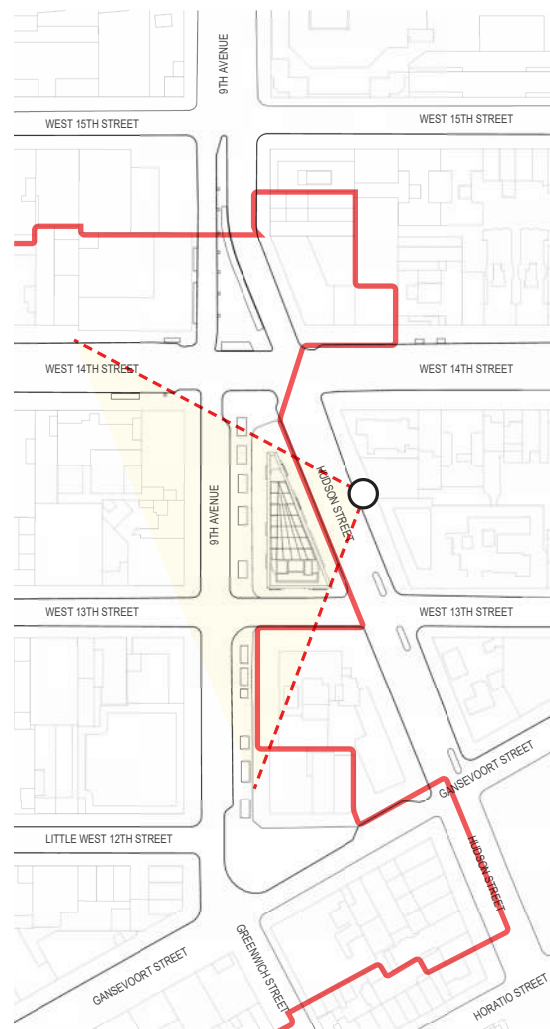 9TH AVENUE
WEST 15TH STREET
WEST 15TH STREET
WEST 14TH STREET
WEST 14TH STREET
HUDSON STREET
9TH AVENUE
WEST 13TH STREET
WEST 13TH STREET
GANSEVOORT STREET
LITTLE WEST 12TH STREET
HUDSON STREET
GREENWICH STREET
GANSEVOORT STREET
HORATIO STREET